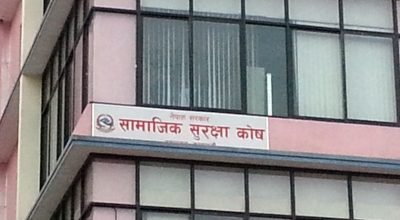 नेपाल सरकार
सामाजिक सुरक्षा कोष